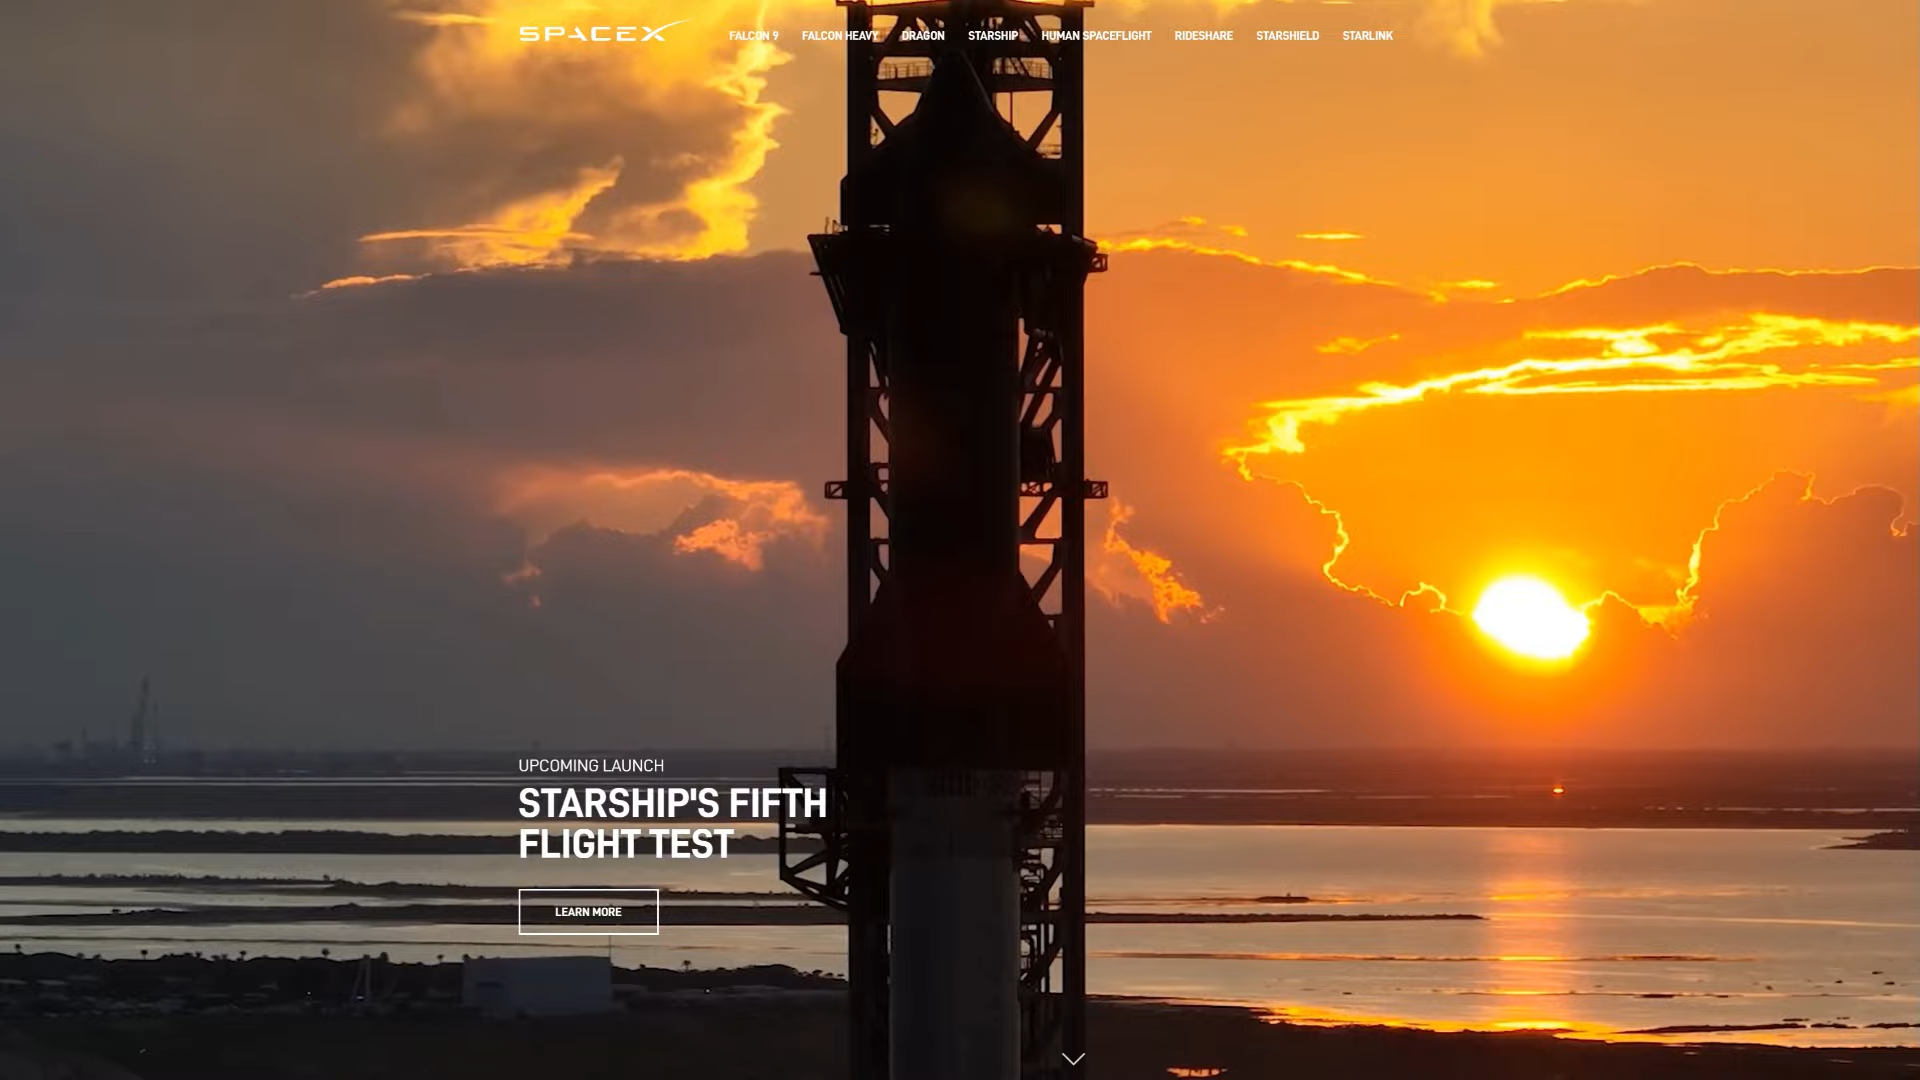 SPACEX
FALCON 9 FALCON HEAVY DRAGON STARSHIP HUMAN SPACEFLIGHT RIDESHARE STARSHIELD STARLINK
UPCOMING LAUNCH
STARSHIP'S FIFTH
FLIGHT TEST
LEARN MORE